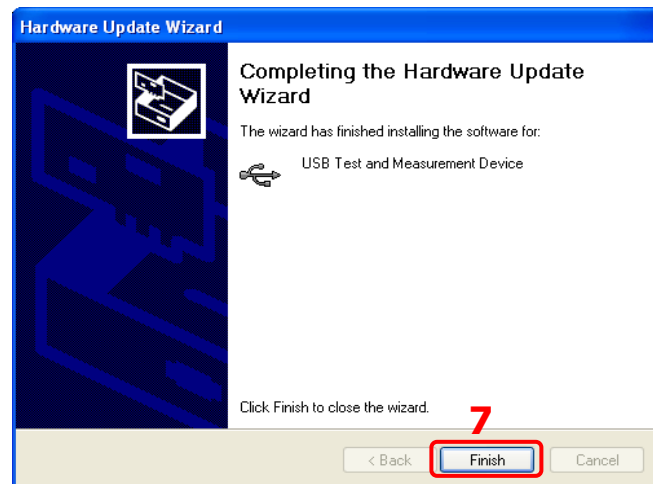 Hardware Update Wizard
Completing the Hardware Update
Wizard
The wizard has finished installing the software for:
USB Test and Measurement Device
Click Finish to close the wizard.
7
< Back
Finish
Cancel